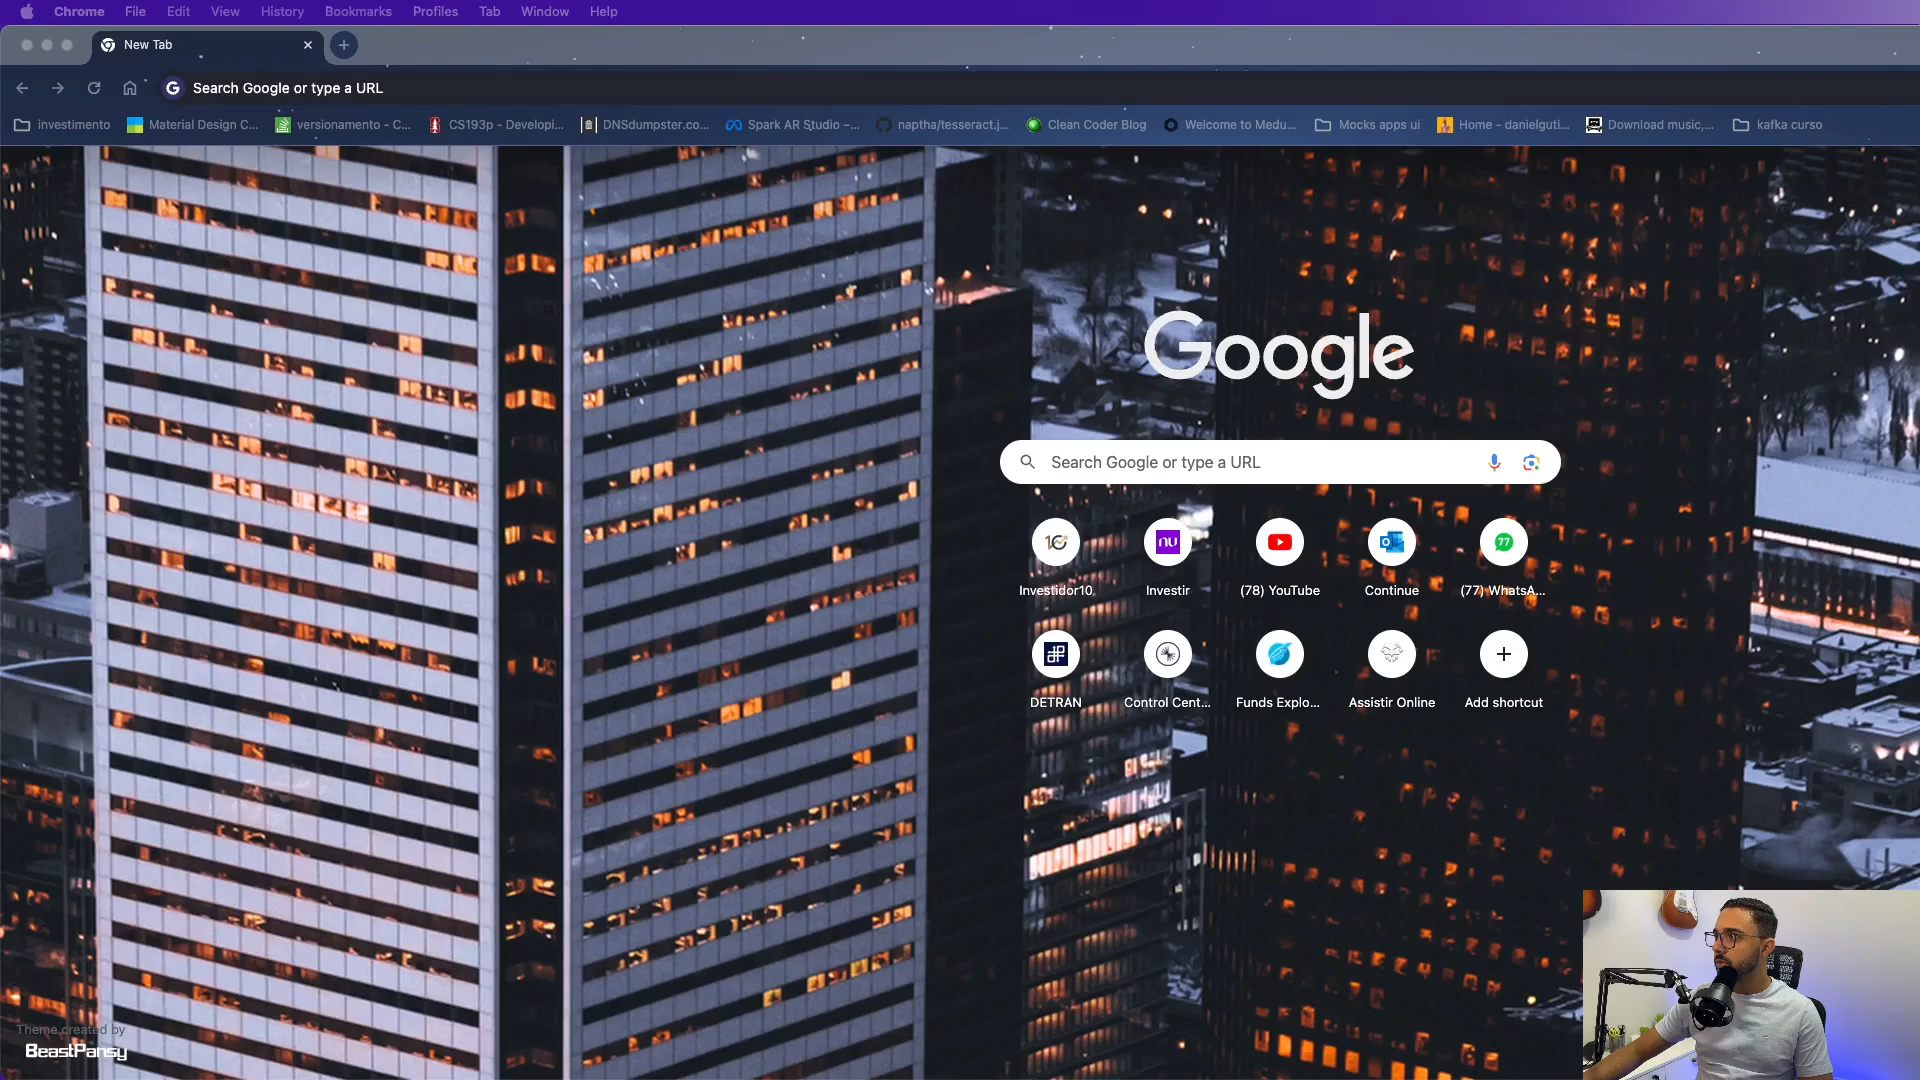 Chrome File Edit View History Bookmarks Profiles Tab Window Help
New Tab
Search Google or type a URL
investimento Material Design C... versionamento - C... CS193p - Developi... DNSdumpster.co... Spark AR Studio –... naptha/tesseract.j... Clean Coder Blog Welcome to Medu... Mocks apps ui Home - danielguti... Download music,... kafka curso
Google
Search Google or type a URL
10 nu 77
Investidor10 Investir (78) YouTube Continue (77) WhatsA...
DETRAN Control Cent... Funds Explo... Assistir Online Add shortcut
Theme created by
BeastPansy